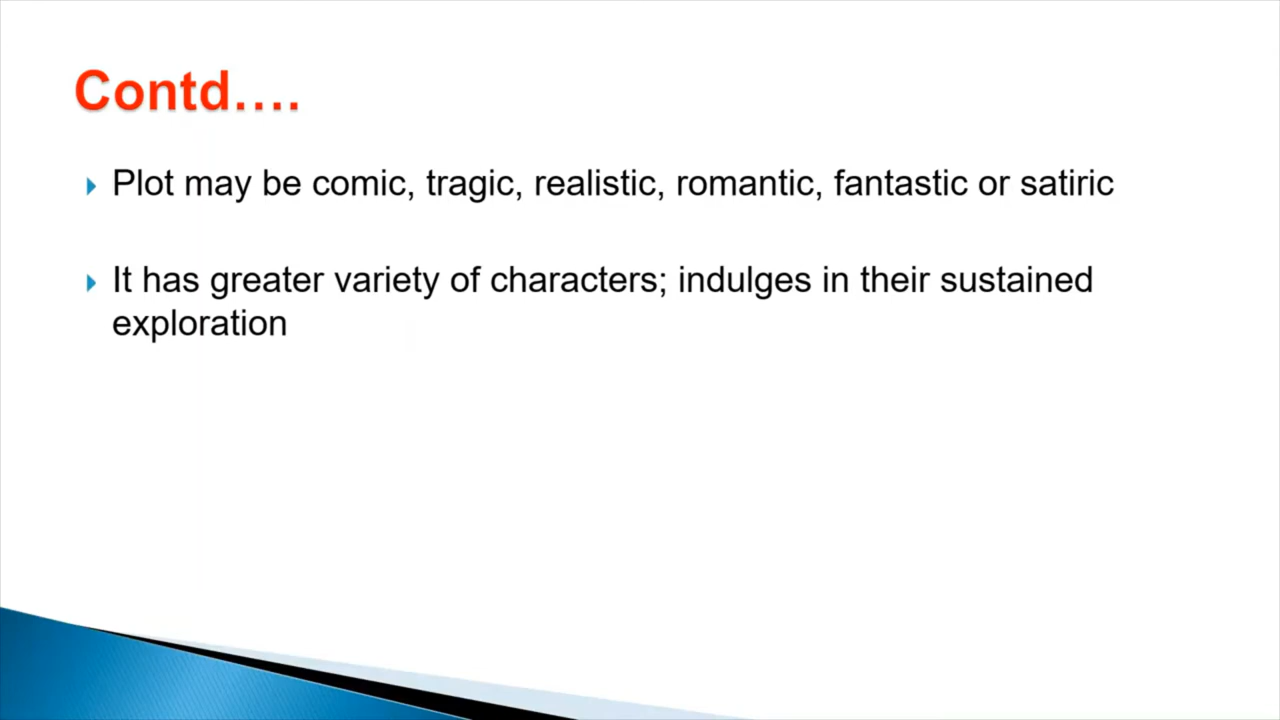 Contd....
Plot may be comic, tragic, realistic, romantic, fantastic or satiric
It has greater variety of characters; indulges in their sustained
exploration